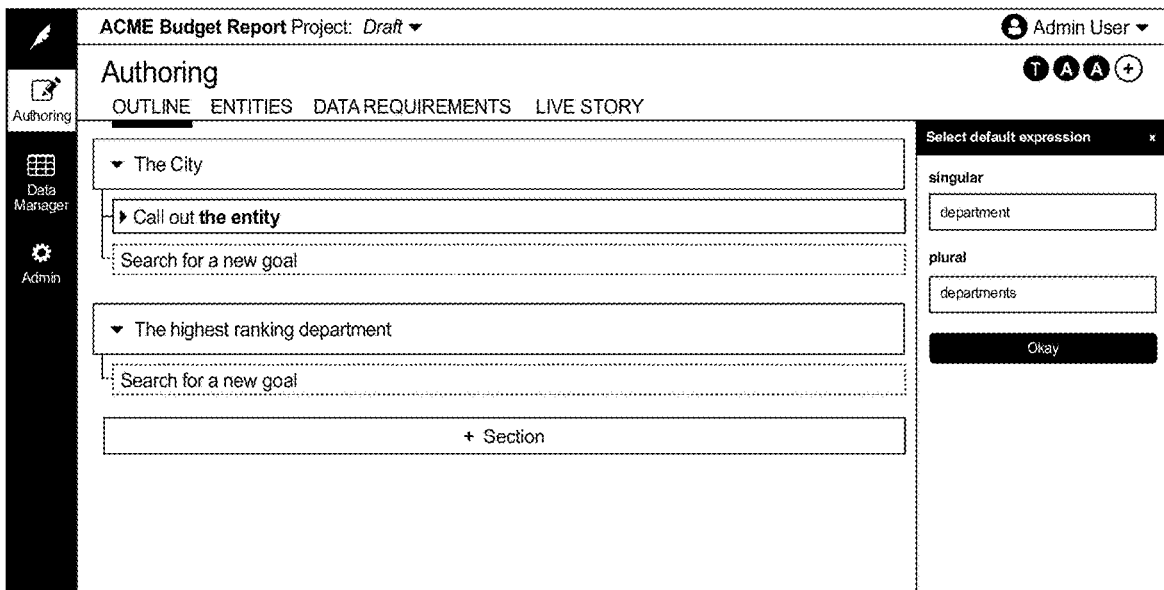 ACME Budget Report Project: Draft
Admin User
Authoring
T A A +
Authoring
OUTLINE ENTITIES DATA REQUIREMENTS LIVE STORY
Data
Manager
Admin
The City
Call out the entity
Search for a new goal
The highest ranking department
Search for a new goal
+ Section
Select default expression x
singular
department
plural
departments
Okay